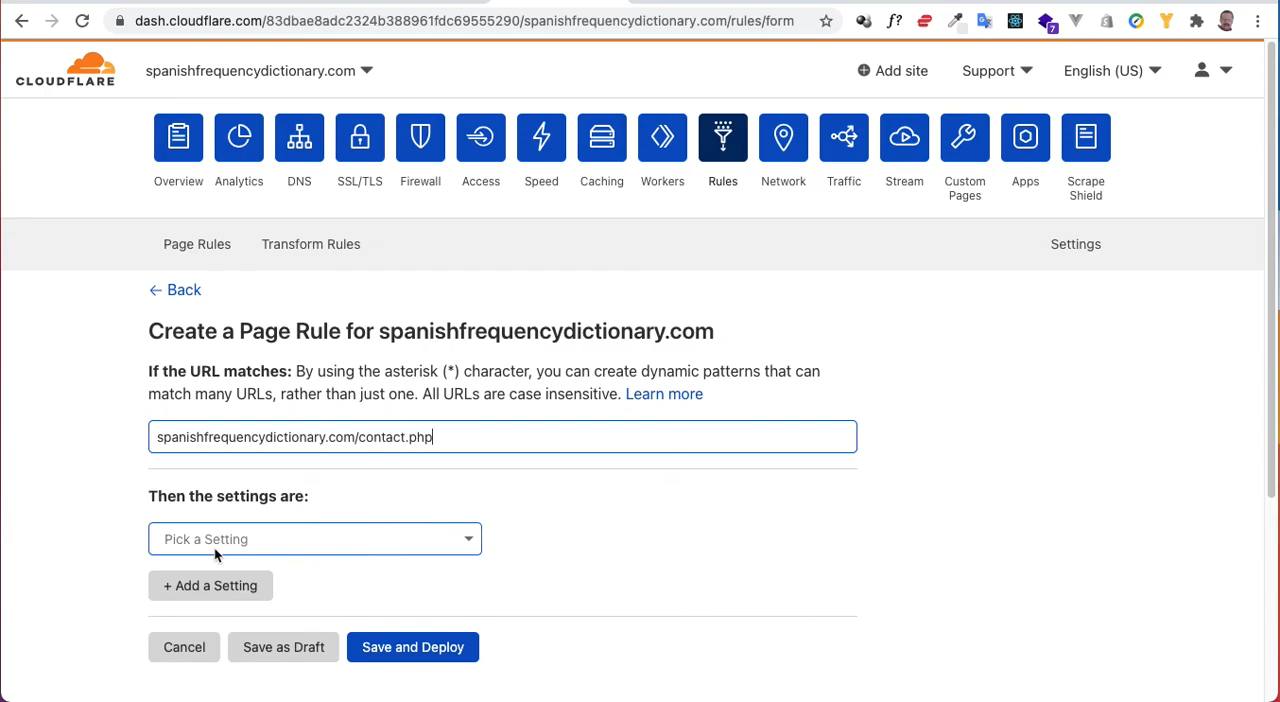 dash.cloudflare.com/83dbae8adc2324b388961fdc69555290/spanishfrequencydictionary.com/rules/form
f?
7
CLOUDFLARE
spanishfrequencydictionary.com
Add site
Support
English (US)
Overview
Analytics
DNS
SSL/TLS
Firewall
Access
Speed
Caching
Workers
Rules
Network
Traffic
Stream
Custom Pages
Apps
Scrape Shield
Page Rules
Transform Rules
Settings
← Back
Create a Page Rule for spanishfrequencydictionary.com
If the URL matches: By using the asterisk (*) character, you can create dynamic patterns that can
match many URLs, rather than just one. All URLs are case insensitive. Learn more
spanishfrequencydictionary.com/contact.php
Then the settings are:
Pick a Setting
+ Add a Setting
Cancel
Save as Draft
Save and Deploy